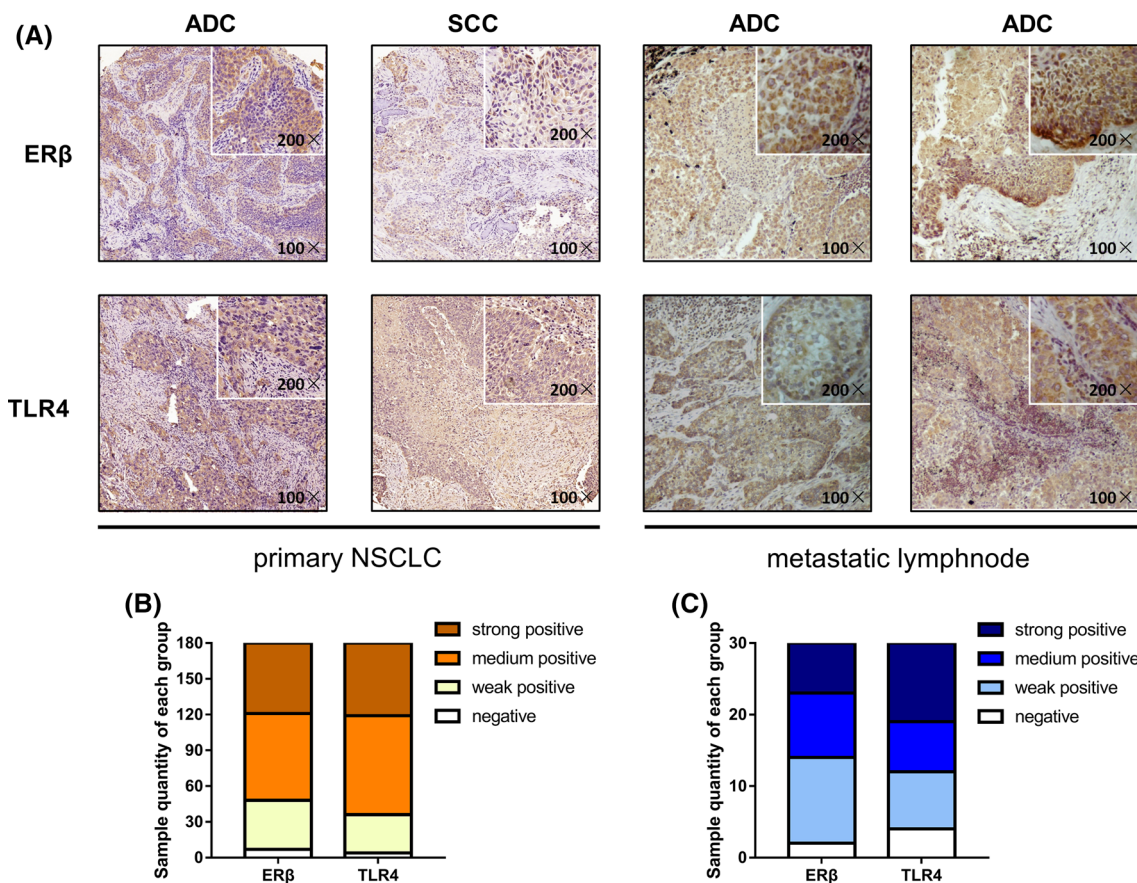 (A)
ADC SCC ADC ADC
ERβ
200× 200× 200× 200×
100× 100× 100× 100×
TLR4
200× 200× 200× 200×
100× 100× 100× 100×
primary NSCLC metastatic lymphnode
(B)
Sample quantity of each group
180
120
90
60
30
0
ERβ TLR4
strong positive
medium positive
weak positive
negative
(C)
Sample quantity of each group
30
20
10
0
ERβ TLR4
strong positive
medium positive
weak positive
negative